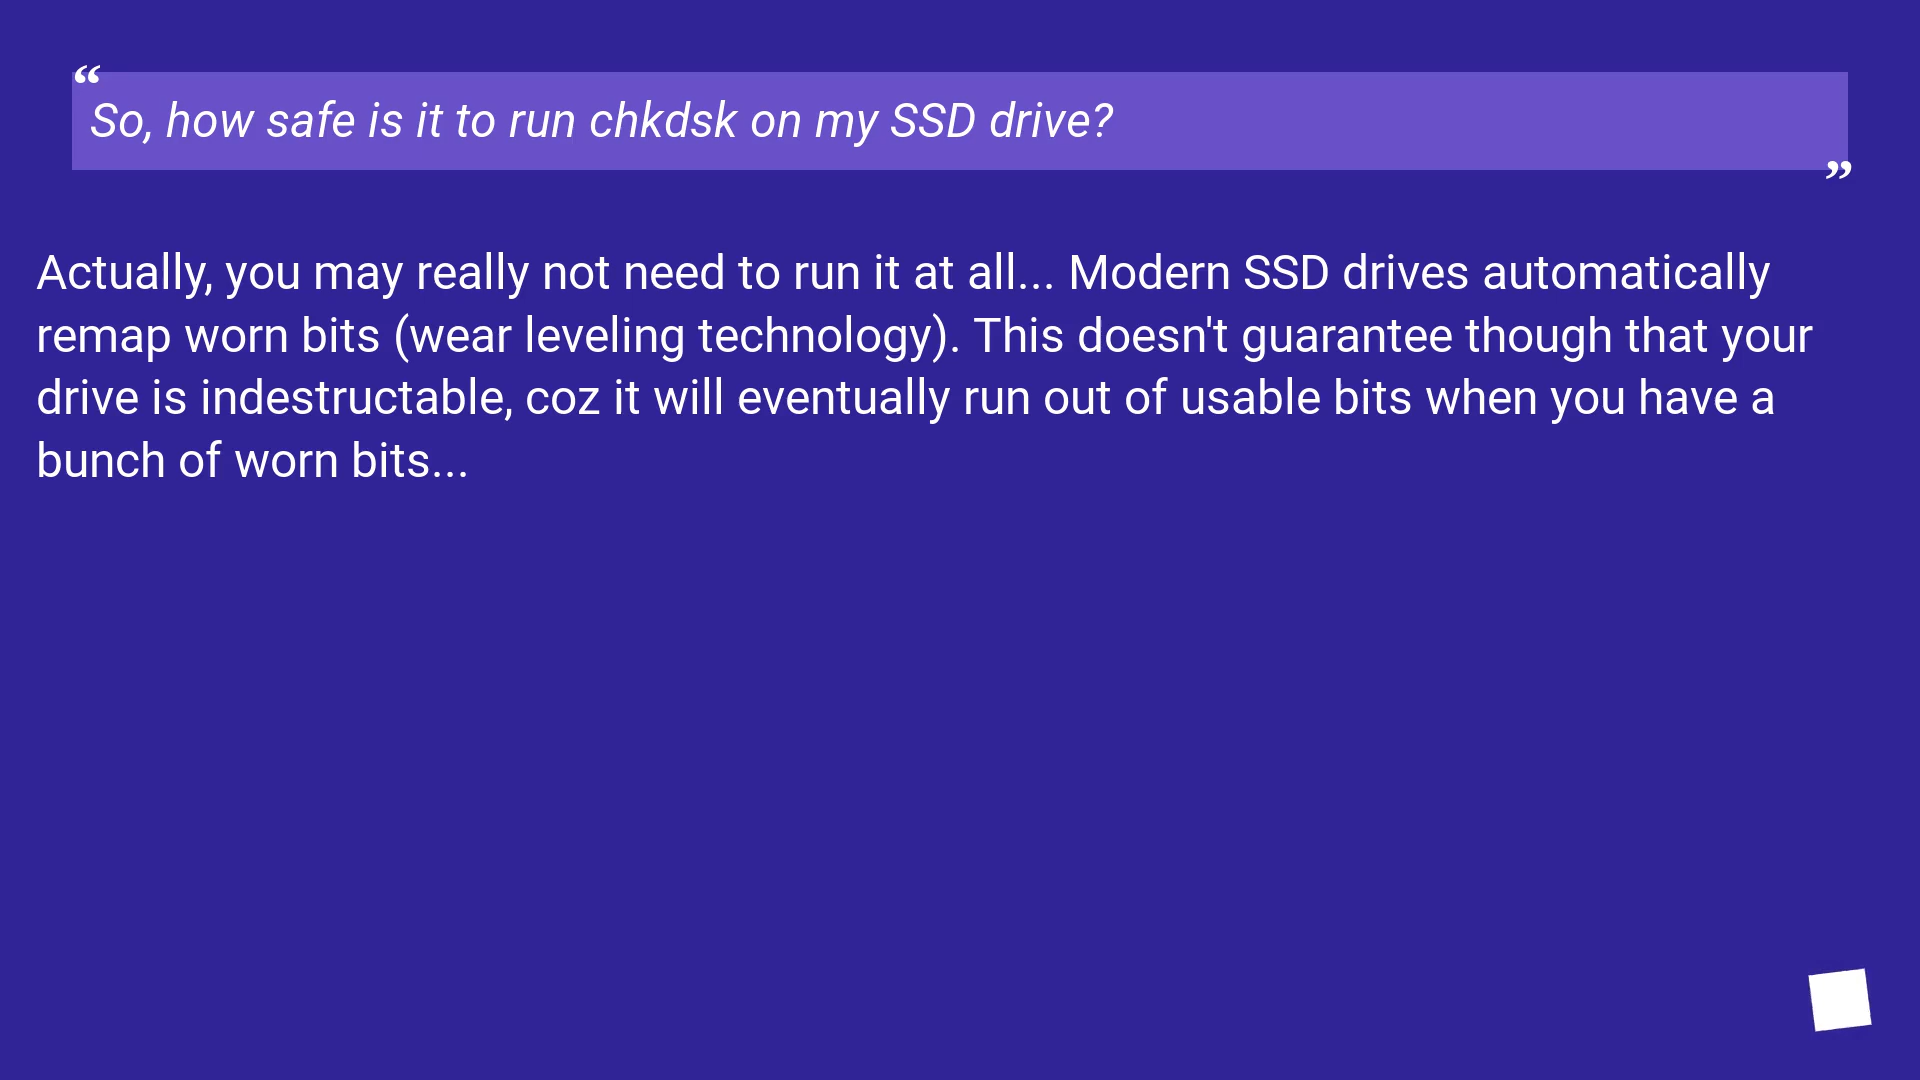 “
So, how safe is it to run chkdsk on my SSD drive?
”
Actually, you may really not need to run it at all... Modern SSD drives automatically
remap worn bits (wear leveling technology). This doesn't guarantee though that your
drive is indestructable, coz it will eventually run out of usable bits when you have a
bunch of worn bits...